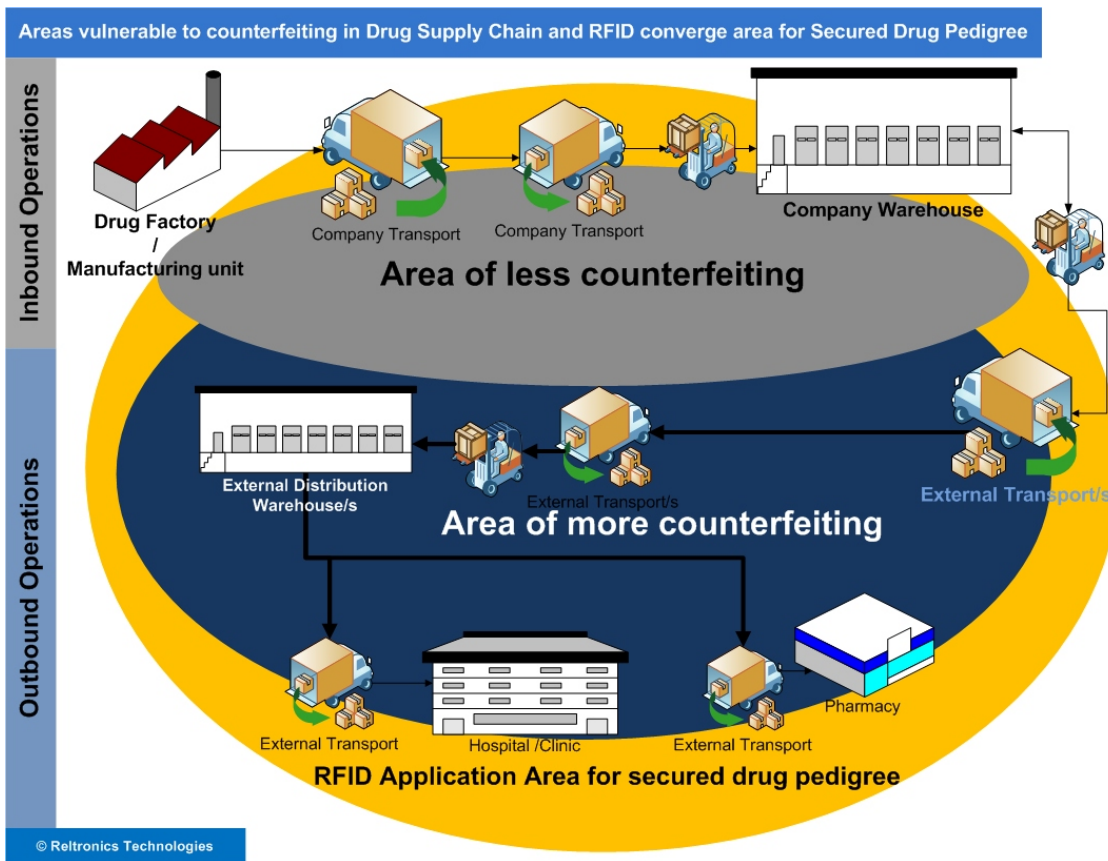 Areas vulnerable to counterfeiting in Drug Supply Chain and RFID converge area for Secured Drug Pedigree
Inbound Operations
Drug Factory
/
Manufacturing unit
Company Transport
Company Transport
Company Warehouse
Area of less counterfeiting
Outbound Operations
External Distribution
Warehouse/s
External Transport/s
External Transport/s
Area of more counterfeiting
External Transport
Hospital /Clinic
External Transport
Pharmacy
RFID Application Area for secured drug pedigree
© Reltronics Technologies